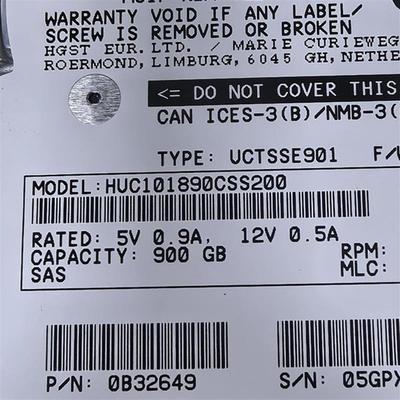 WARRANTY VOID IF ANY LABEL/
SCREW IS REMOVED OR BROKEN
HGST EUR.LTD. / MARIE CURIEWEG
ROERMOND, LIMBURG, 6045 GH, NETHE
<= DO NOT COVER THIS
CAN ICES-3(B)/NMB-3(
TYPE: UCTSSE901 F/W
MODEL: HUC101890CSS200
RATED: 5V 0.9A, 12V 0.5A
CAPACITY: 900 GB RPM:
SAS MLC:
P/N: 0B32649 S/N: 05GPX